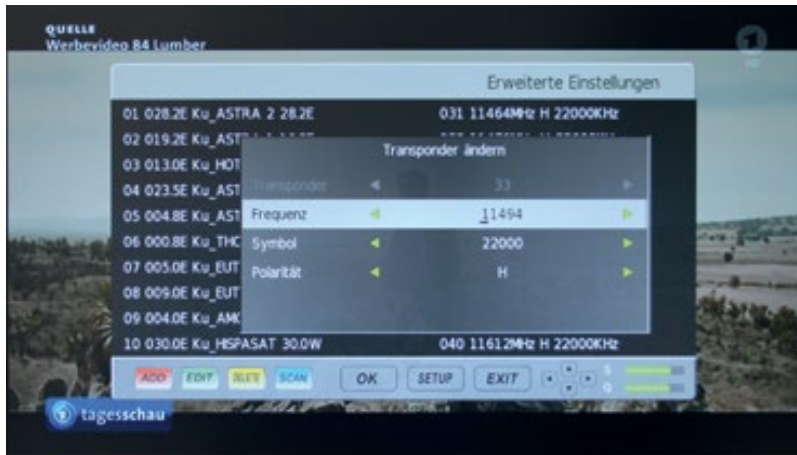 QUELLE
Werbevideo 84 Lumber
HD
Erweiterte Einstellungen
01 028.2E Ku_ASTRA 2 28.2E 031 11464MHz H 22000KHz
02 019.2E Ku_AST
03 013.0E Ku_HOT
04 023.5E Ku_AST
05 004.8E Ku_AST
06 000.8E Ku_THC
07 005.0E Ku_EUT
08 009.0E Ku_EUT
09 004.0E Ku_AMC
10 030.0E Ku_HISPASAT 30.0W 040 11612MHz H 22000KHz
Transponder ändern
Transponder 33
Frequenz 11494
Symbol 22000
Polarität H
ADD EDIT SCAN OK SETUP EXIT S
Q
tagesschau